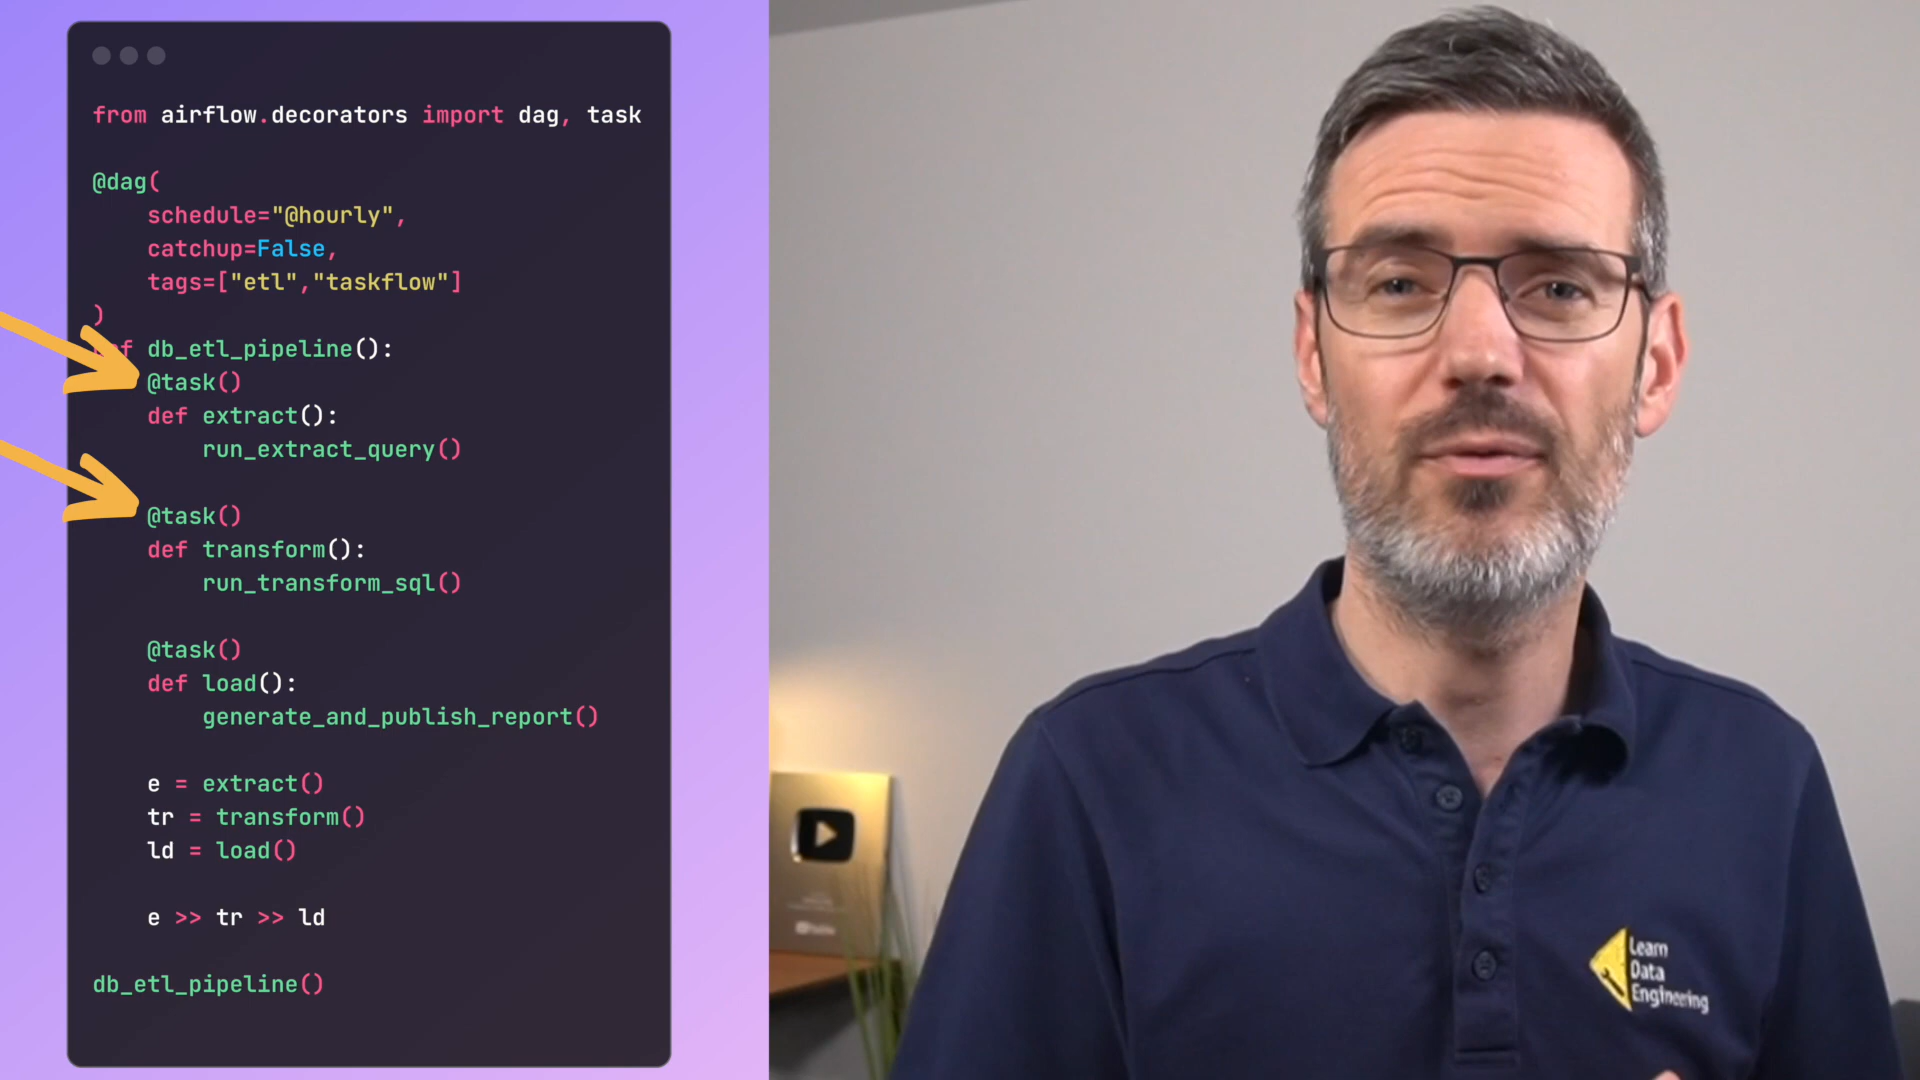 from airflow.decorators import dag, task
@dag(
schedule="@hourly",
catchup=False,
tags=["etl","taskflow"]
)
def db_etl_pipeline():
@task()
def extract():
run_extract_query()
@task()
def transform():
run_transform_sql()
@task()
def load():
generate_and_publish_report()
e = extract()
tr = transform()
ld = load()
e >> tr >> ld
db_etl_pipeline()
Learn
Data
Engineering